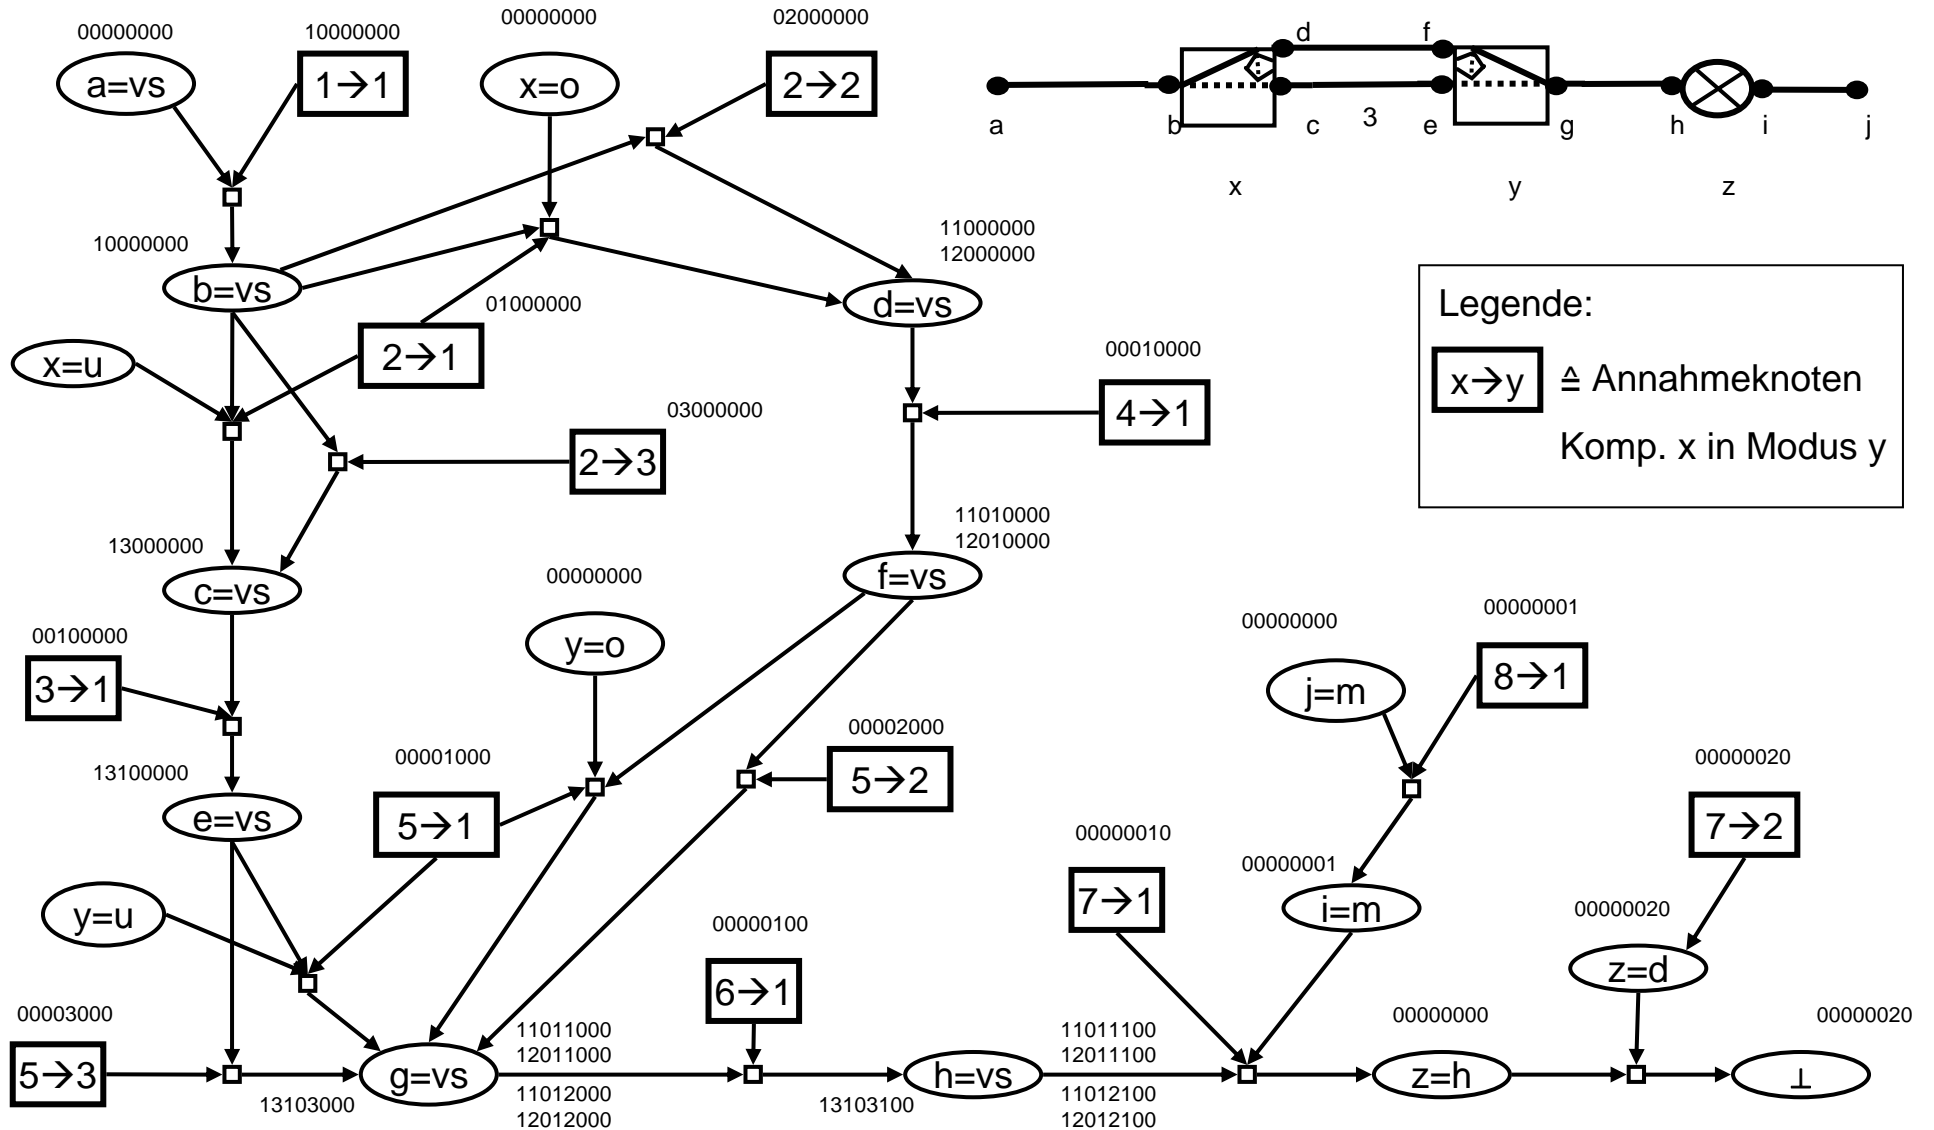 00000000
02000000
00000000
10000000
a=vs
1→1
x=o
2→2
d
f
a
b
c
3
e
g
h
i
j
x
y
z
10000000
11000000
12000000
b=vs
01000000
d=vs
x=u
2→1
00010000
4→1
03000000
2→3
Legende:
x→y ≙ Annahmeknoten
Komp. x in Modus y
11010000
12010000
13000000
c=vs
00000000
f=vs
00100000
3→1
y=o
00000000
00000001
j=m
8→1
13100000
00001000
00002000
00000020
e=vs
5→1
5→2
00000010
7→2
00000001
7→1
y=u
i=m
00000020
00000100
z=d
6→1
00003000
5→3
11011000
12011000
11011100
12011100
00000000
00000020
g=vs
h=vs
z=h
⊥
13103000
11012000
12012000
13103100
11012100
12012100